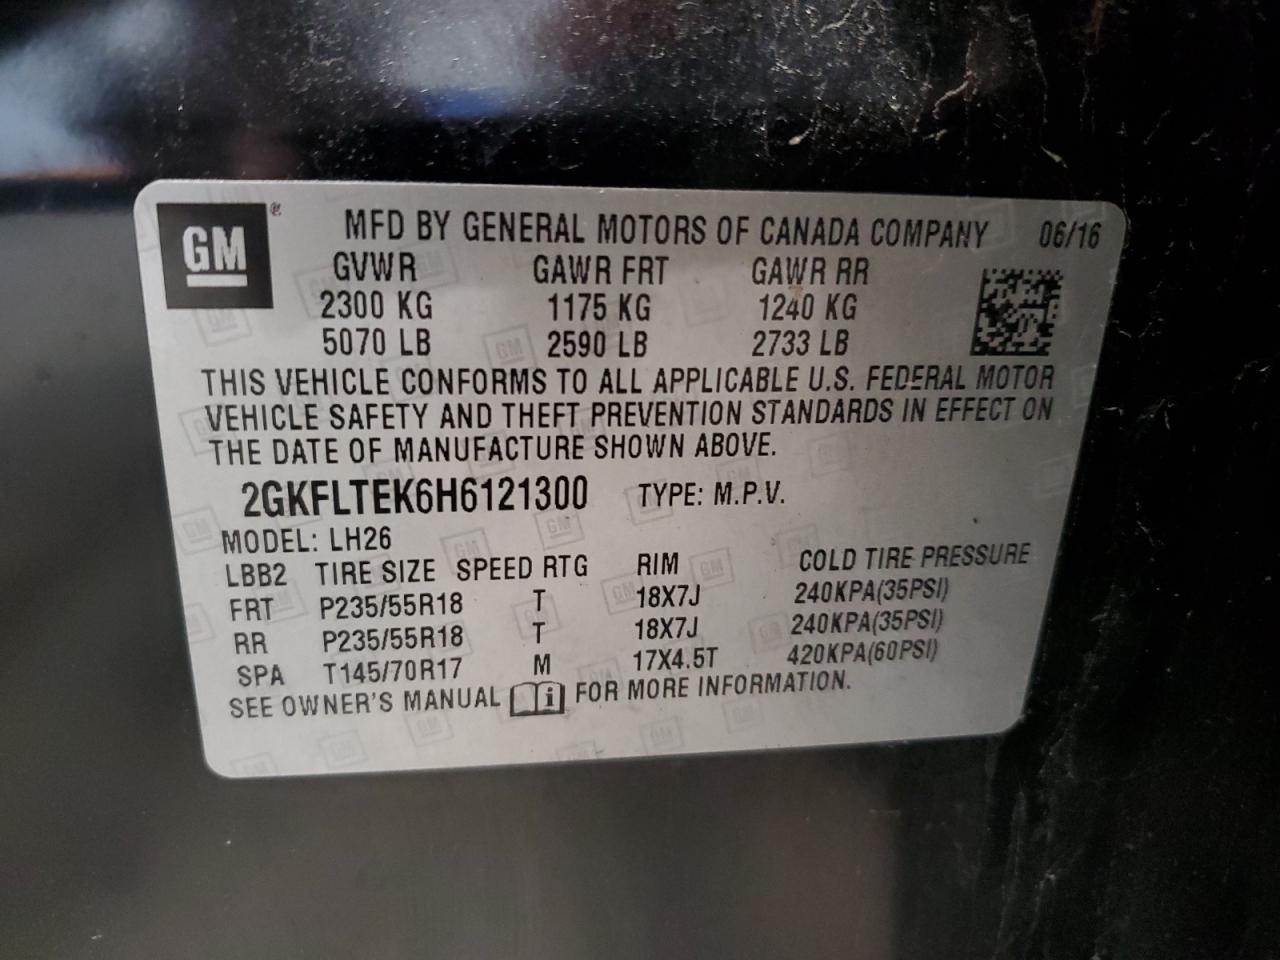 GM ® MFD BY GENERAL MOTORS OF CANADA COMPANY 06/16
GVWR GAWR FRT GAWR RR
2300 KG 1175 KG 1240 KG
5070 LB 2590 LB 2733 LB
THIS VEHICLE CONFORMS TO ALL APPLICABLE U.S. FEDERAL MOTOR
VEHICLE SAFETY AND THEFT PREVENTION STANDARDS IN EFFECT ON
THE DATE OF MANUFACTURE SHOWN ABOVE.
2GKFLTEK6H6121300 TYPE: M.P.V.
MODEL: LH26
LBB2 TIRE SIZE SPEED RTG RIM COLD TIRE PRESSURE
FRT P235/55R18 T 18X7J 240KPA(35PSI)
RR P235/55R18 T 18X7J 240KPA(35PSI)
SPA T145/70R17 M 17X4.5T 420KPA(60PSI)
SEE OWNER'S MANUAL i FOR MORE INFORMATION.